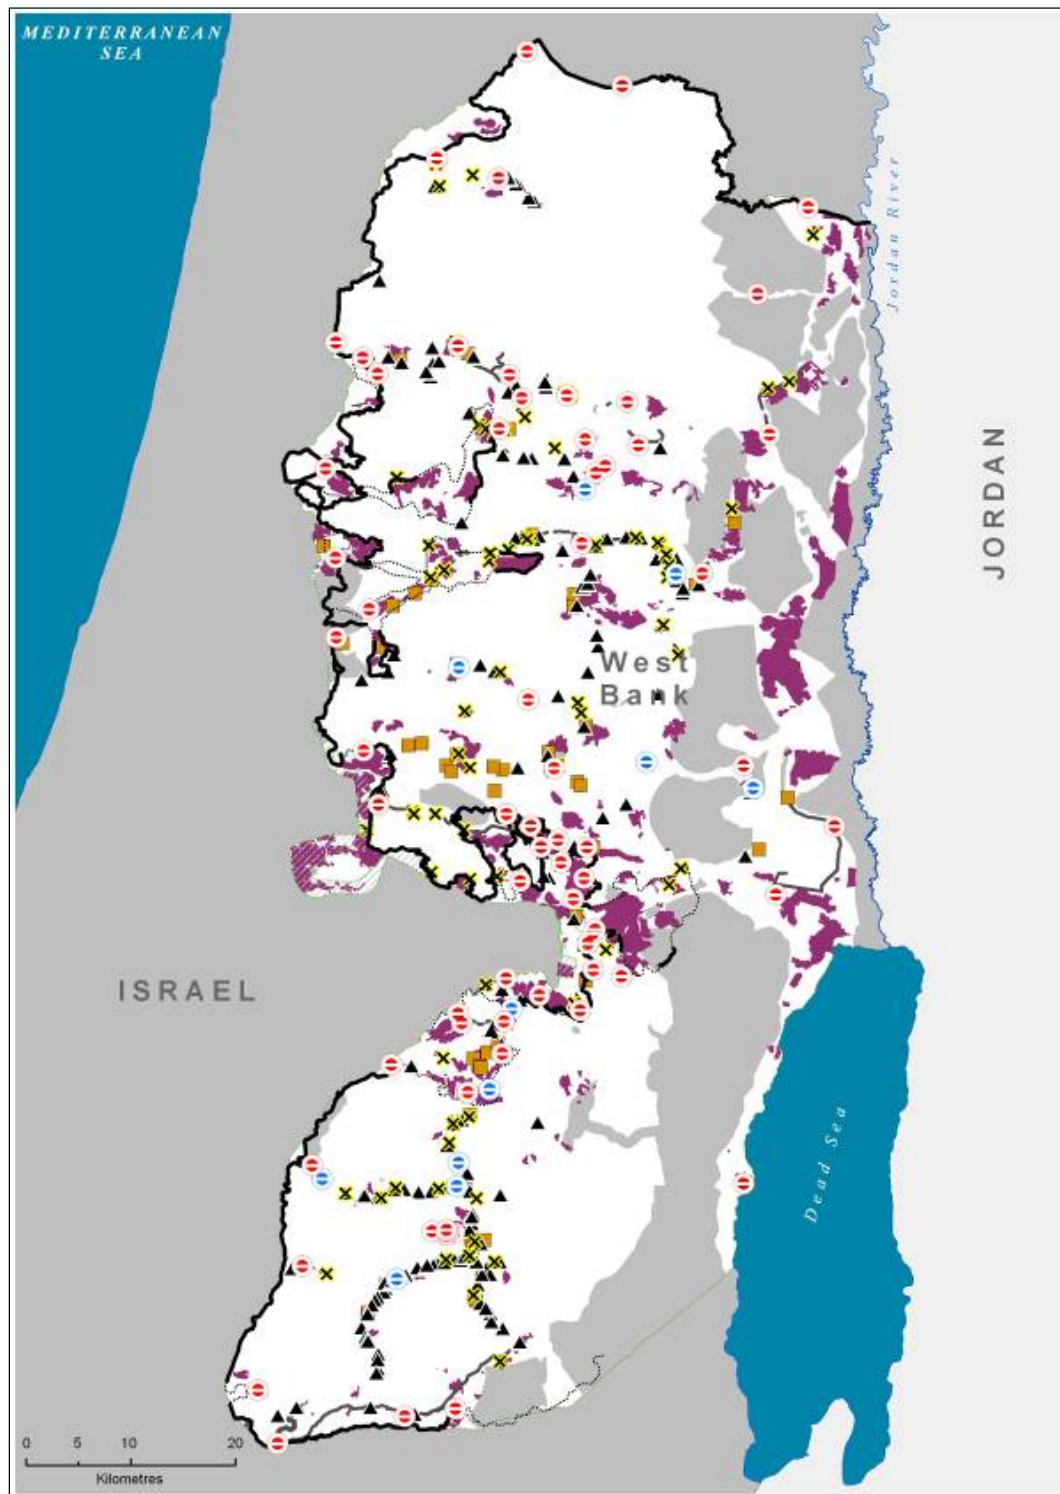 MEDITERRANEAN
SEA
Jordan River
JORDAN
West
Bank
ISRAEL
Dead Sea
0 5 10 20
Kilometres